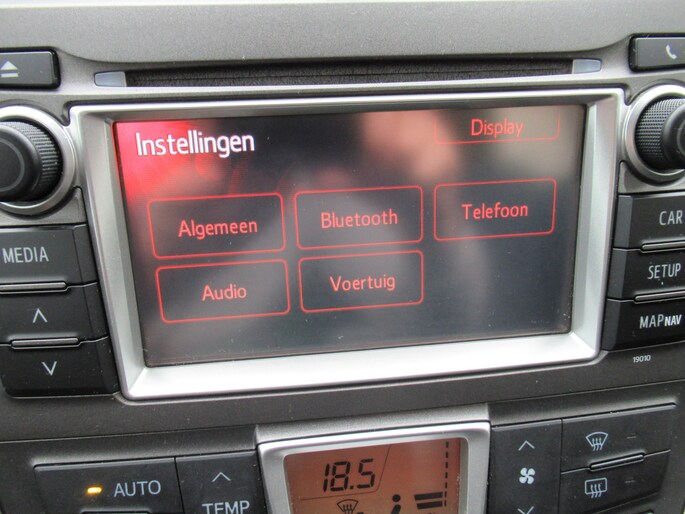 Instellingen
Display
Algemeen
Bluetooth
Telefoon
Audio
Voertuig
MEDIA
CAR
SETUP
MAP NAV
19010
AUTO
TEMP
18.5